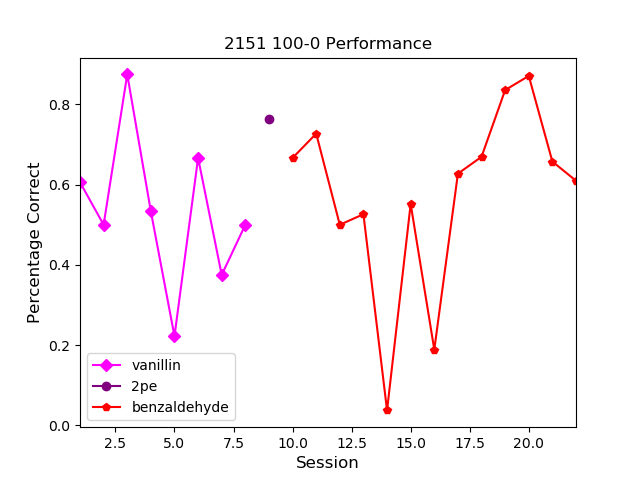 2151 100-0 Performance
Percentage Correct
0.8
0.6
0.4
0.2
0.0
vanillin
2pe
benzaldehyde
2.5 5.0 7.5 10.0 12.5 15.0 17.5 20.0
Session